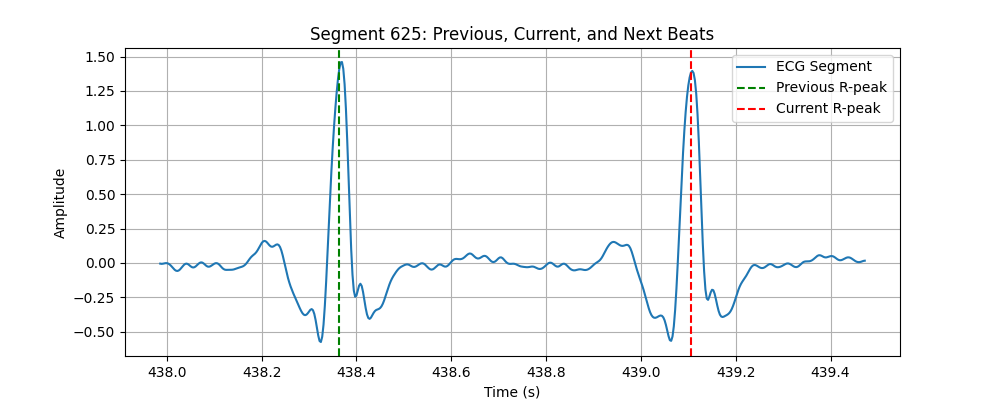 Segment 625: Previous, Current, and Next Beats
ECG Segment
Previous R-peak
Current R-peak
Amplitude
1.50
1.25
1.00
0.75
0.50
0.25
0.00
−0.25
−0.50
438.0 438.2 438.4 438.6 438.8 439.0 439.2 439.4
Time (s)